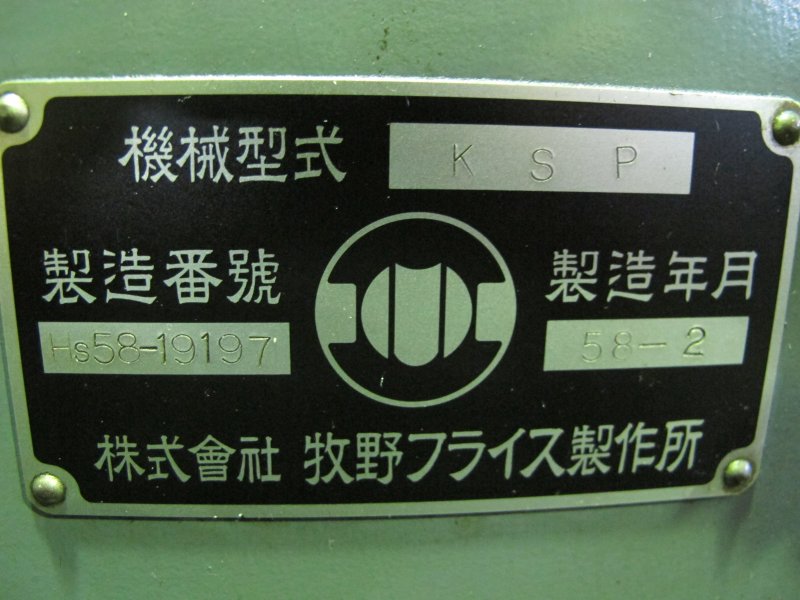 機械型式 KSP
製造番號 製造年月
Hs58-19197 58-2
株式會社 牧野フライス製作所